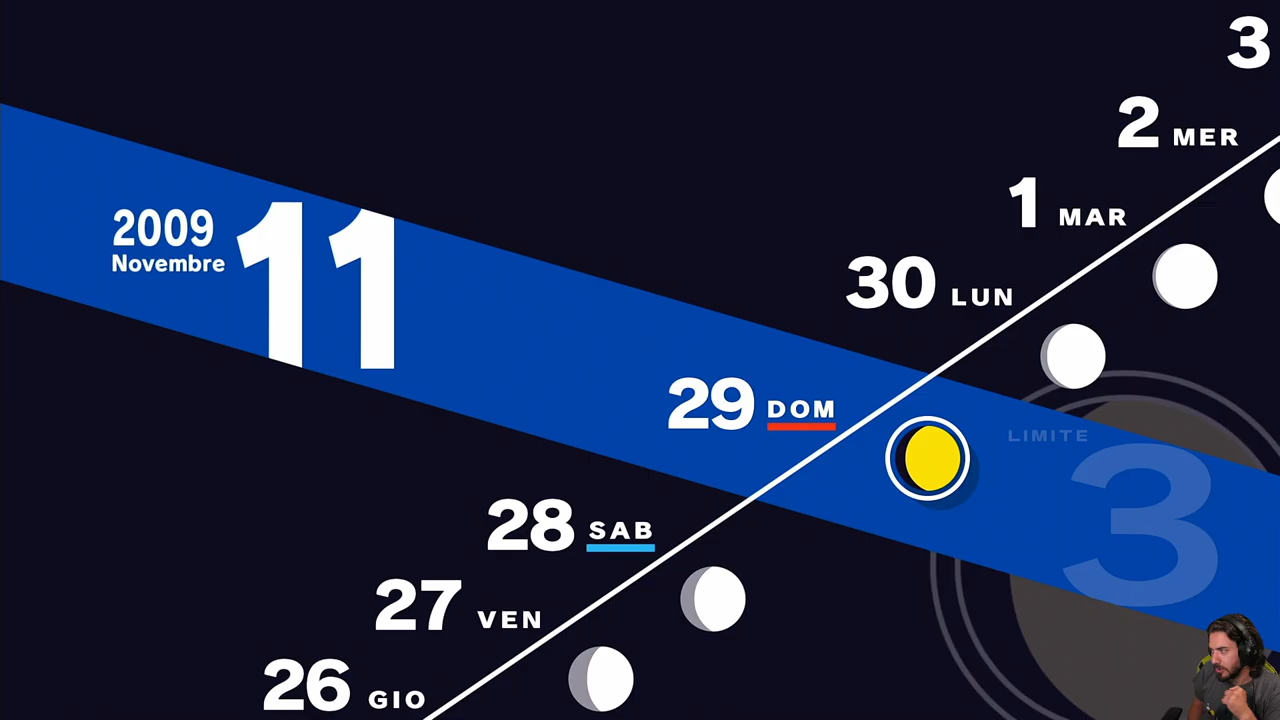 3
2 MER
1 MAR
2009
Novembre
11
30 LUN
29 DOM
LIMITE
3
28 SAB
27 VEN
26 GIO